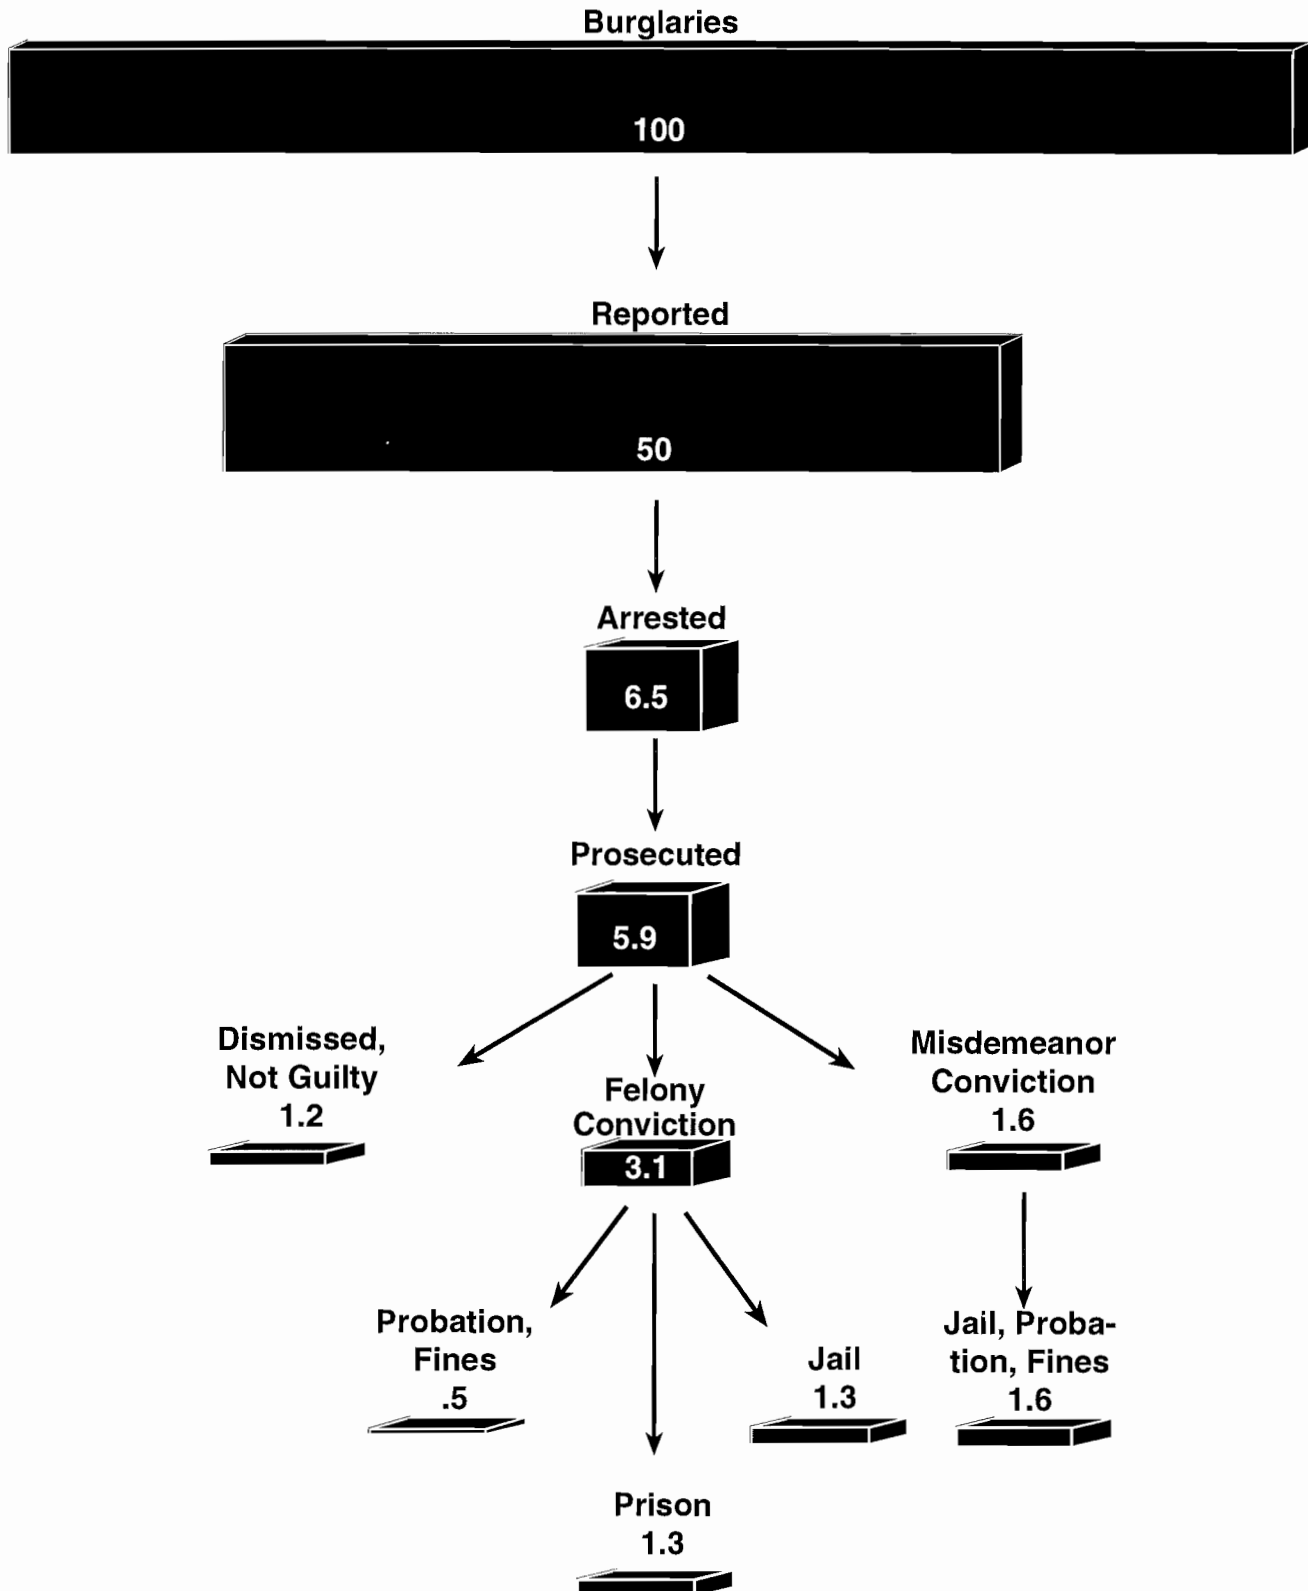 Burglaries
100
Reported
50
Arrested
6.5
Prosecuted
5.9
Dismissed,
Not Guilty
1.2
Felony
Conviction
3.1
Misdemeanor
Conviction
1.6
Probation,
Fines
.5
Jail
1.3
Jail, Proba-
tion, Fines
1.6
Prison
1.3